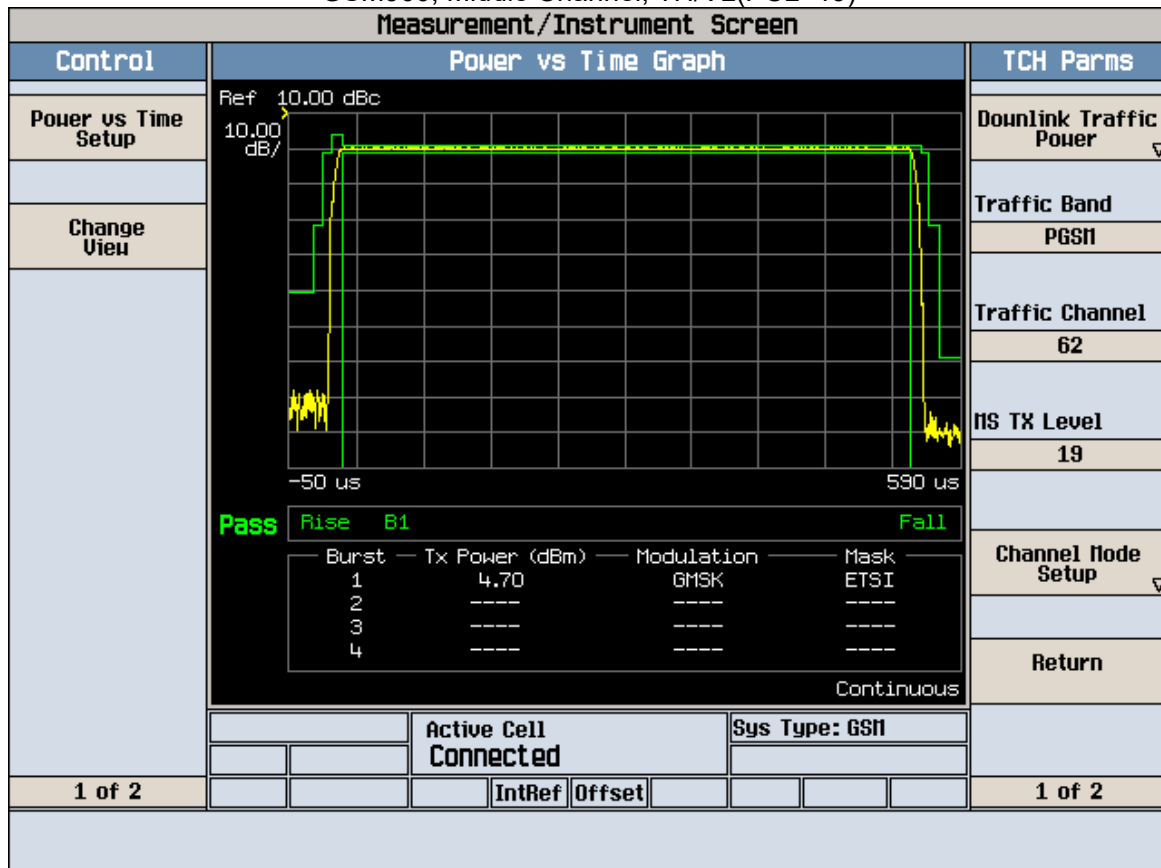 Measurement/Instrument Screen
Control
Power vs Time Graph
TCH Parms
Power vs Time
Setup
Change
View
1 of 2
Ref 10.00 dBc
10.00
dB/
-50 us
590 us
Pass
Rise B1 Fall
Burst Tx Power (dBm) Modulation Mask
1 4.70 GMSK ETSI
2 ---- ---- ----
3 ---- ---- ----
4 ---- ---- ----
Continuous
Active Cell
Connected
Sys Type: GSM
IntRef Offset
Downlink Traffic
Power
Traffic Band
PGSM
Traffic Channel
62
MS TX Level
19
Channel Mode
Setup
Return
1 of 2